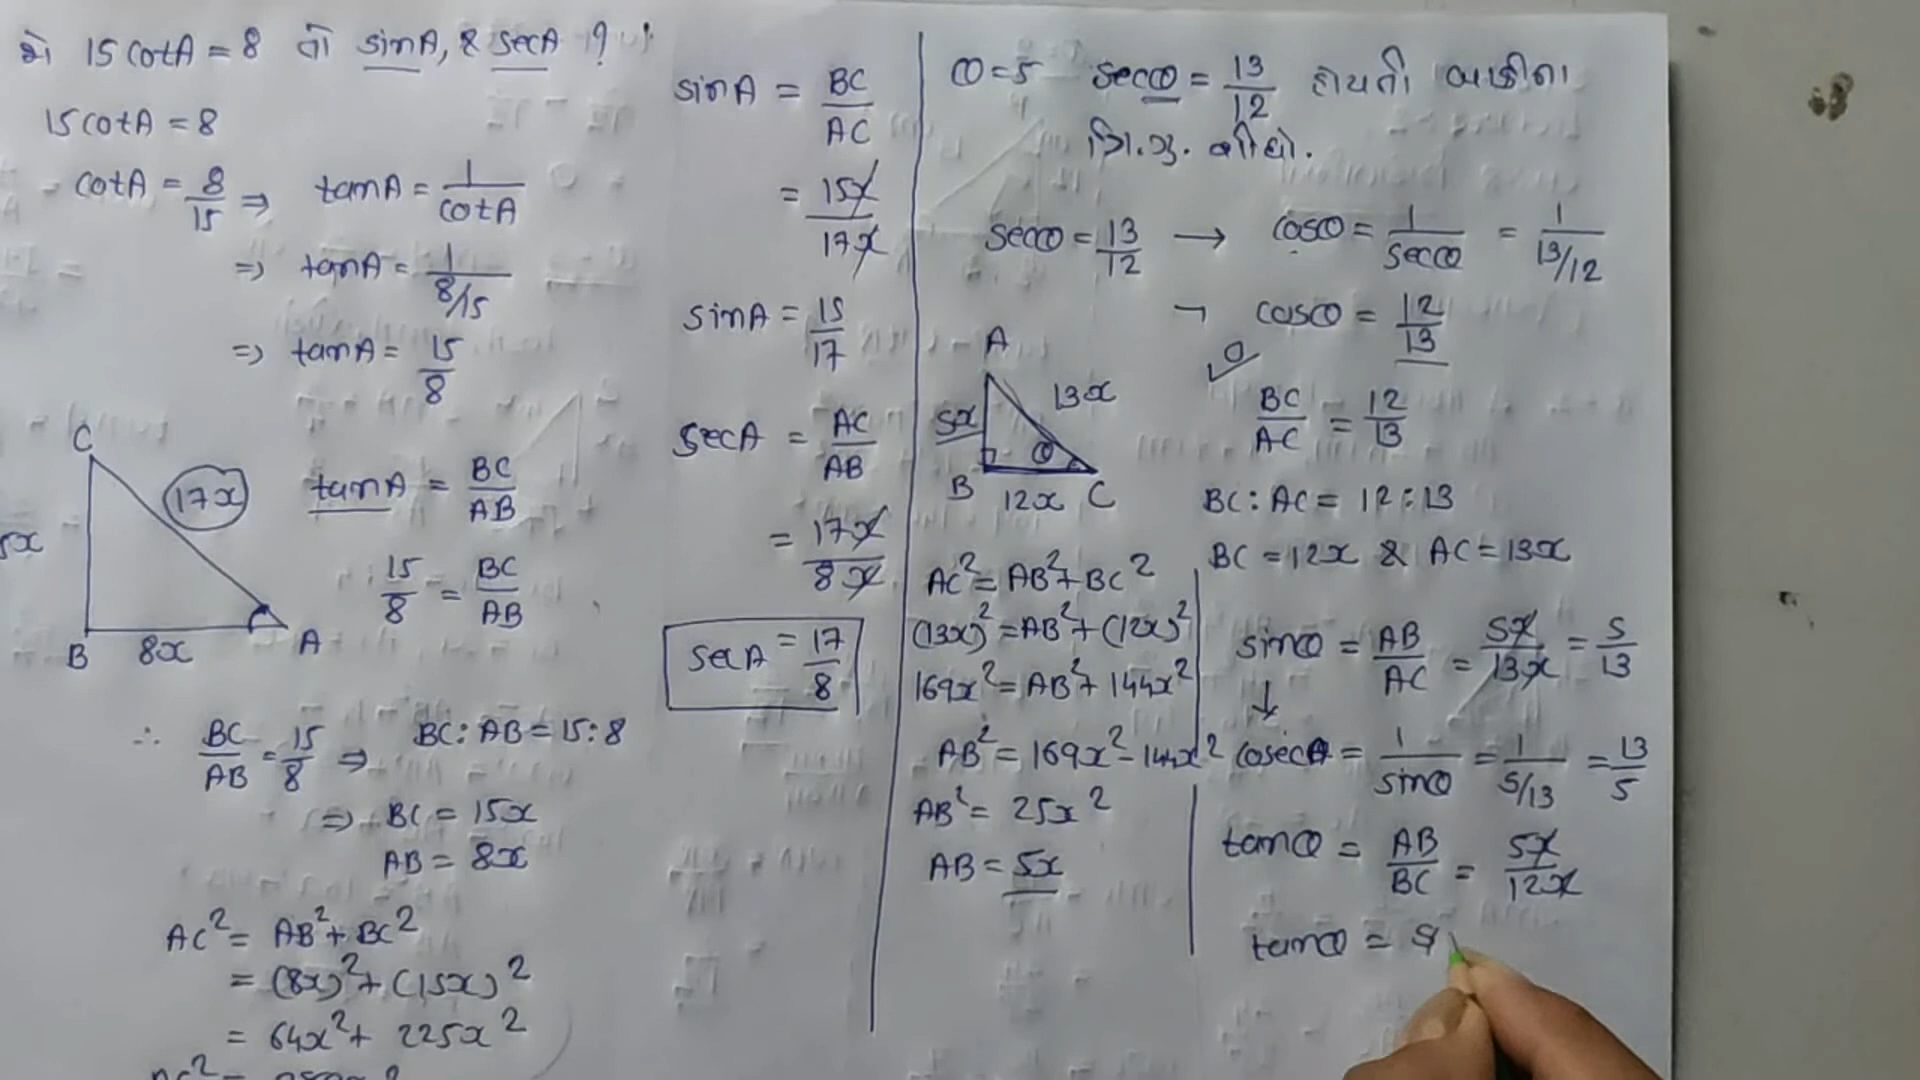 જો 15 cotA = 8 તો sinA, & secA ?
15 cotA = 8
cotA = 8/15 ⇒ tanA = 1/cotA
⇒ tanA = 1/8/15
⇒ tanA = 15/8
C
17x
B 8x A
tanA = BC/AB
15/8 = BC/AB
∴ BC/AB = 15/8 ⇒ BC : AB = 15 : 8
⇒ BC = 15x
AB = 8x
AC² = AB² + BC²
= (8x)² + (15x)²
= 64x² + 225x²
sinA = BC/AC
= 15x/17x
sinA = 15/17
secA = AC/AB
= 17x/8x
secA = 17/8
secθ = 13/12 હોયતો બાકીના
ત્રિ.ગુ. શોધો.
secθ = 13/12 → cosθ = 1/secθ = 1/13/12
cosθ = 12/13
A
5x 13x
θ
B 12x C
BC/AC = 12/13
BC : AC = 12 : 13
BC = 12x & AC = 13x
AC² = AB² + BC²
(13x)² = AB² + (12x)²
169x² = AB² + 144x²
AB² = 169x² - 144x²
AB² = 25x²
AB = 5x
sinθ = AB/AC = 5x/13x = 5/13
↓
cosecθ = 1/sinθ = 1/5/13 = 13/5
tanθ = AB/BC = 5x/12x
tanθ = 5